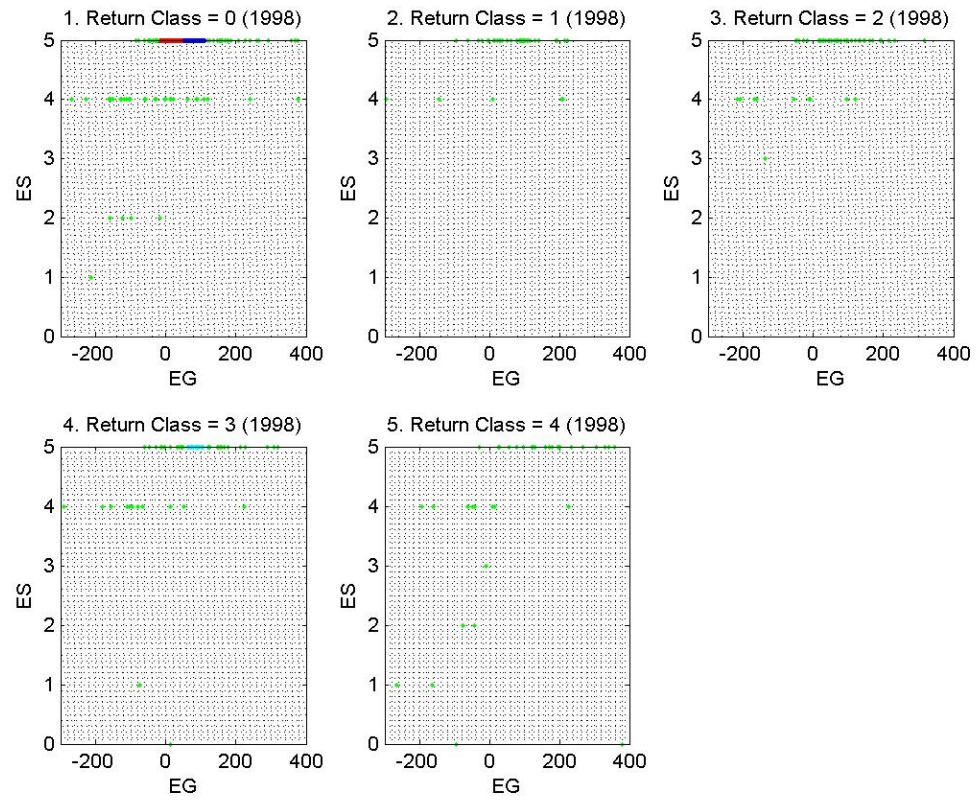 1. Return Class = 0 (1998)
5
4
3
2
1
0
ES
-200 0 200 400
EG
2. Return Class = 1 (1998)
5
4
3
2
1
0
ES
-200 0 200 400
EG
3. Return Class = 2 (1998)
5
4
3
2
1
0
ES
-200 0 200 400
EG
4. Return Class = 3 (1998)
5
4
3
2
1
0
ES
-200 0 200 400
EG
5. Return Class = 4 (1998)
5
4
3
2
1
0
ES
-200 0 200 400
EG